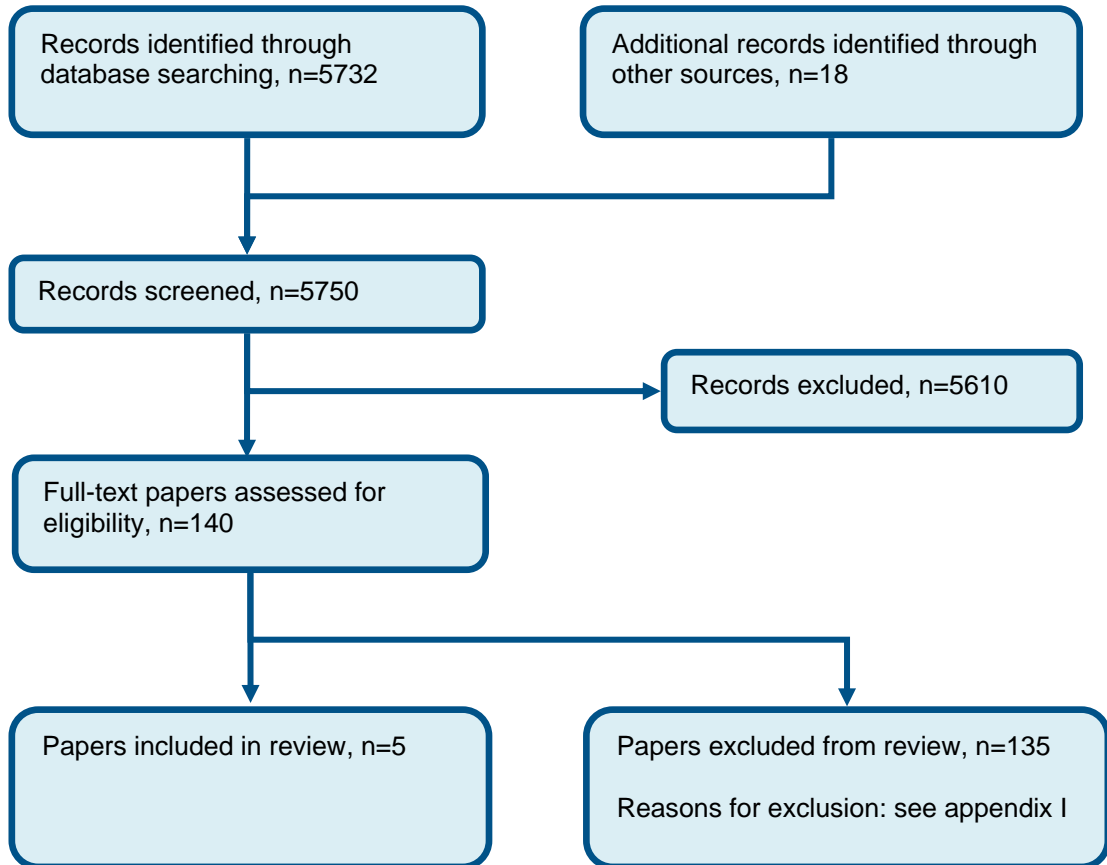 Records identified through
database searching, n=5732
Additional records identified through
other sources, n=18
Records screened, n=5750
Records excluded, n=5610
Full-text papers assessed for
eligibility, n=140
Papers included in review, n=5
Papers excluded from review, n=135
Reasons for exclusion: see appendix I